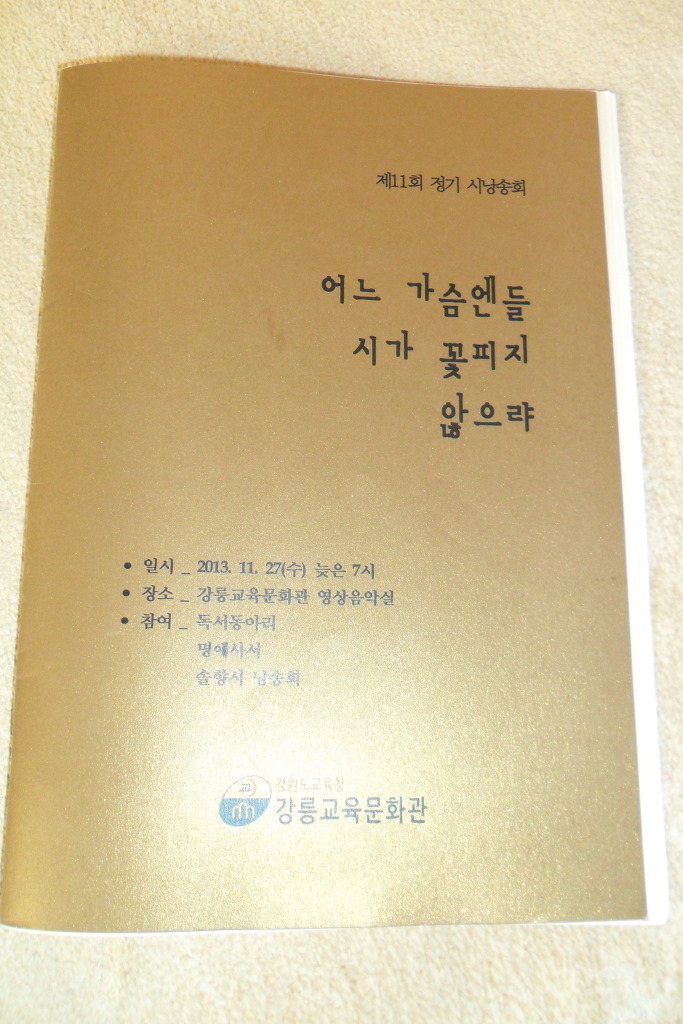 제11회 정기 시낭송회
어느 가슴엔들
시가 꽃피지
않으랴
• 일시 _ 2013. 11. 27(수) 늦은 7시
• 장소 _ 강릉교육문화관 영상음악실
• 참여 _ 독서동아리
명예사서
솔향시 낭송회
교
강원도교육청
강릉교육문화관